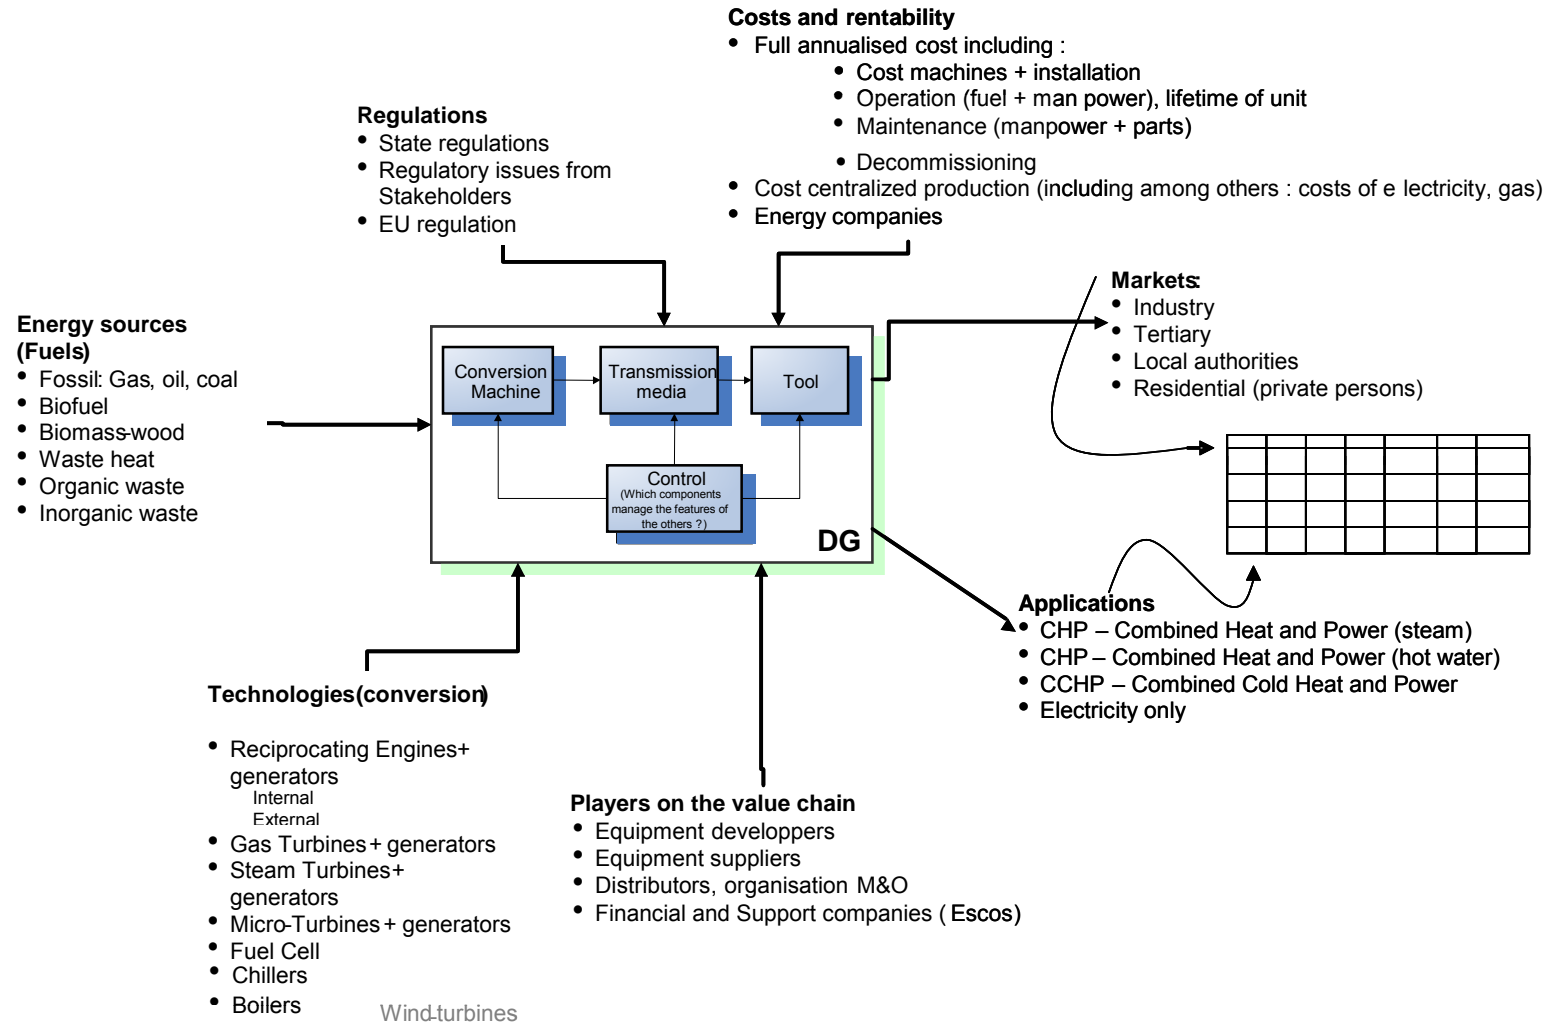 Costs and rentability
• Full annualised cost including :
• Cost machines + installation
• Operation (fuel + man power), lifetime of unit
• Maintenance (manpower + parts)
• Decommissioning
• Cost centralized production (including among others : costs of e lectricity, gas)
• Energy companies
Regulations
• State regulations
• Regulatory issues from
Stakeholders
• EU regulation
Energy sources
(Fuels)
• Fossil: Gas, oil, coal
• Biofuel
• Biomass-wood
• Waste heat
• Organic waste
• Inorganic waste
Conversion
Machine
Transmission
media
Tool
Control
(Which components
manage the features of
the others ?)
DG
Markets:
• Industry
• Tertiary
• Local authorities
• Residential (private persons)
Applications
• CHP – Combined Heat and Power (steam)
• CHP – Combined Heat and Power (hot water)
• CCHP – Combined Cold Heat and Power
• Electricity only
Technologies (conversion)
• Reciprocating Engines+
generators
Internal
External
• Gas Turbines + generators
• Steam Turbines+
generators
• Micro-Turbines + generators
• Fuel Cell
• Chillers
• Boilers
Wind-turbines
Players on the value chain
• Equipment developpers
• Equipment suppliers
• Distributors, organisation M&O
• Financial and Support companies ( Escos)